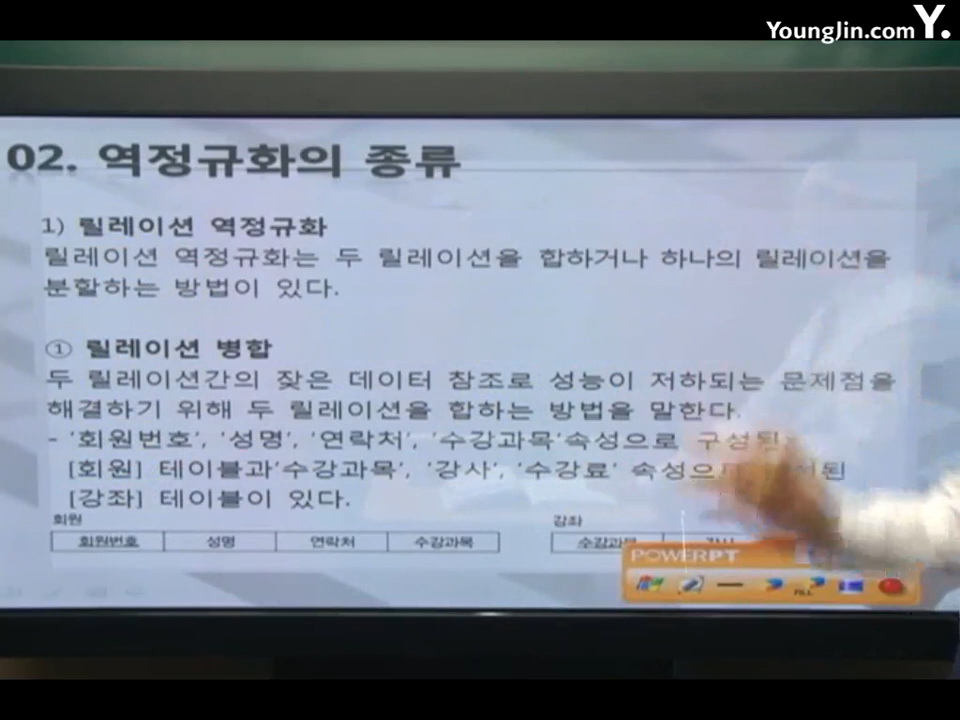 YoungJin.com Y.
02. 역정규화의 종류
1) 릴레이션 역정규화
릴레이션 역정규화는 두 릴레이션을 합하거나 하나의 릴레이션을
분할하는 방법이 있다.
① 릴레이션 병합
두 릴레이션간의 잦은 데이터 참조로 성능이 저하되는 문제점을
해결하기 위해 두 릴레이션을 합하는 방법을 말한다.
- '회원번호', '성명', '연락처', '수강과목'속성으로 구성된
[회원] 테이블과'수강과목', '강사', '수강료' 속성으
[강좌] 테이블이 있다.
회원 강좌
회원번호 성명 연락처 수강과목 수강과목
POWERPT